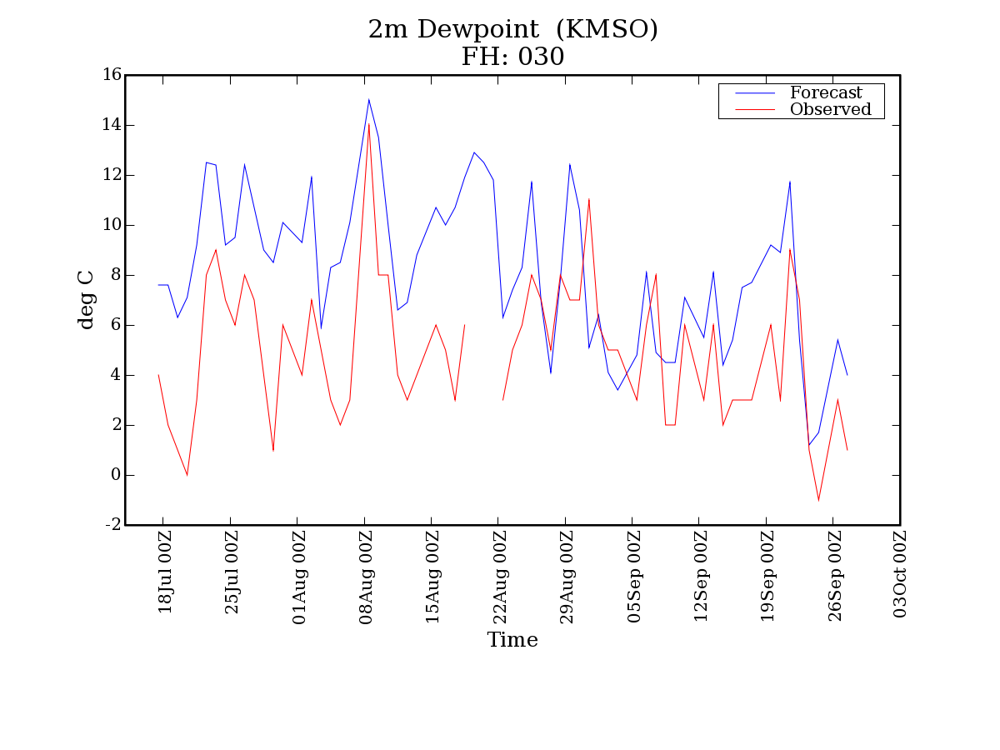 2m Dewpoint  (KMSO)
FH: 030
Forecast
Observed
16
14
12
10
8
6
4
2
0
-2
deg C
18Jul 00Z
25Jul 00Z
01Aug 00Z
08Aug 00Z
15Aug 00Z
22Aug 00Z
29Aug 00Z
05Sep 00Z
12Sep 00Z
19Sep 00Z
26Sep 00Z
03Oct 00Z
Time